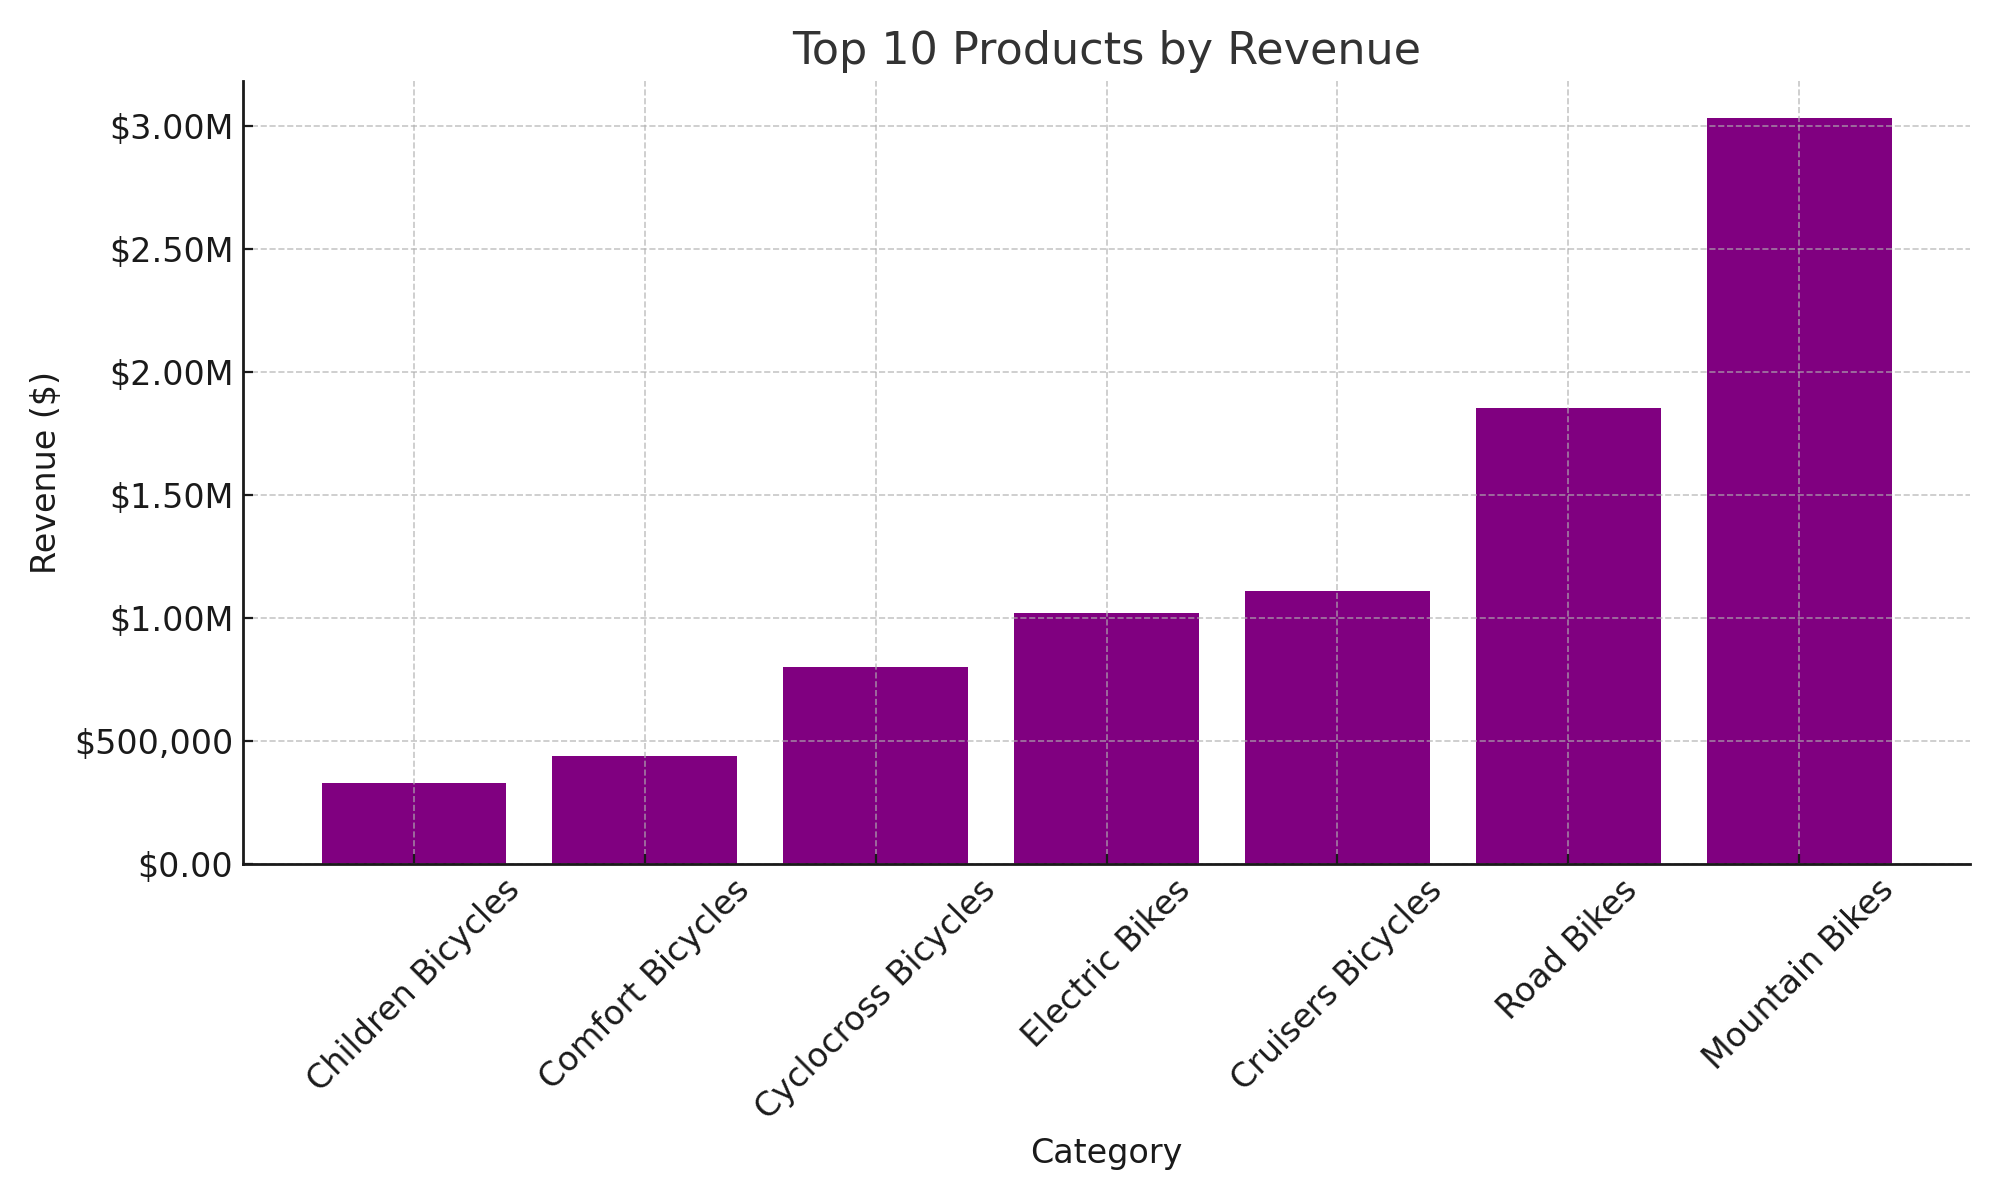 Top 10 Products by Revenue
Revenue ($)
$3.00M
$2.50M
$2.00M
$1.50M
$1.00M
$500,000
$0.00
Children Bicycles
Comfort Bicycles
Cyclocross Bicycles
Electric Bikes
Cruisers Bicycles
Road Bikes
Mountain Bikes
Category